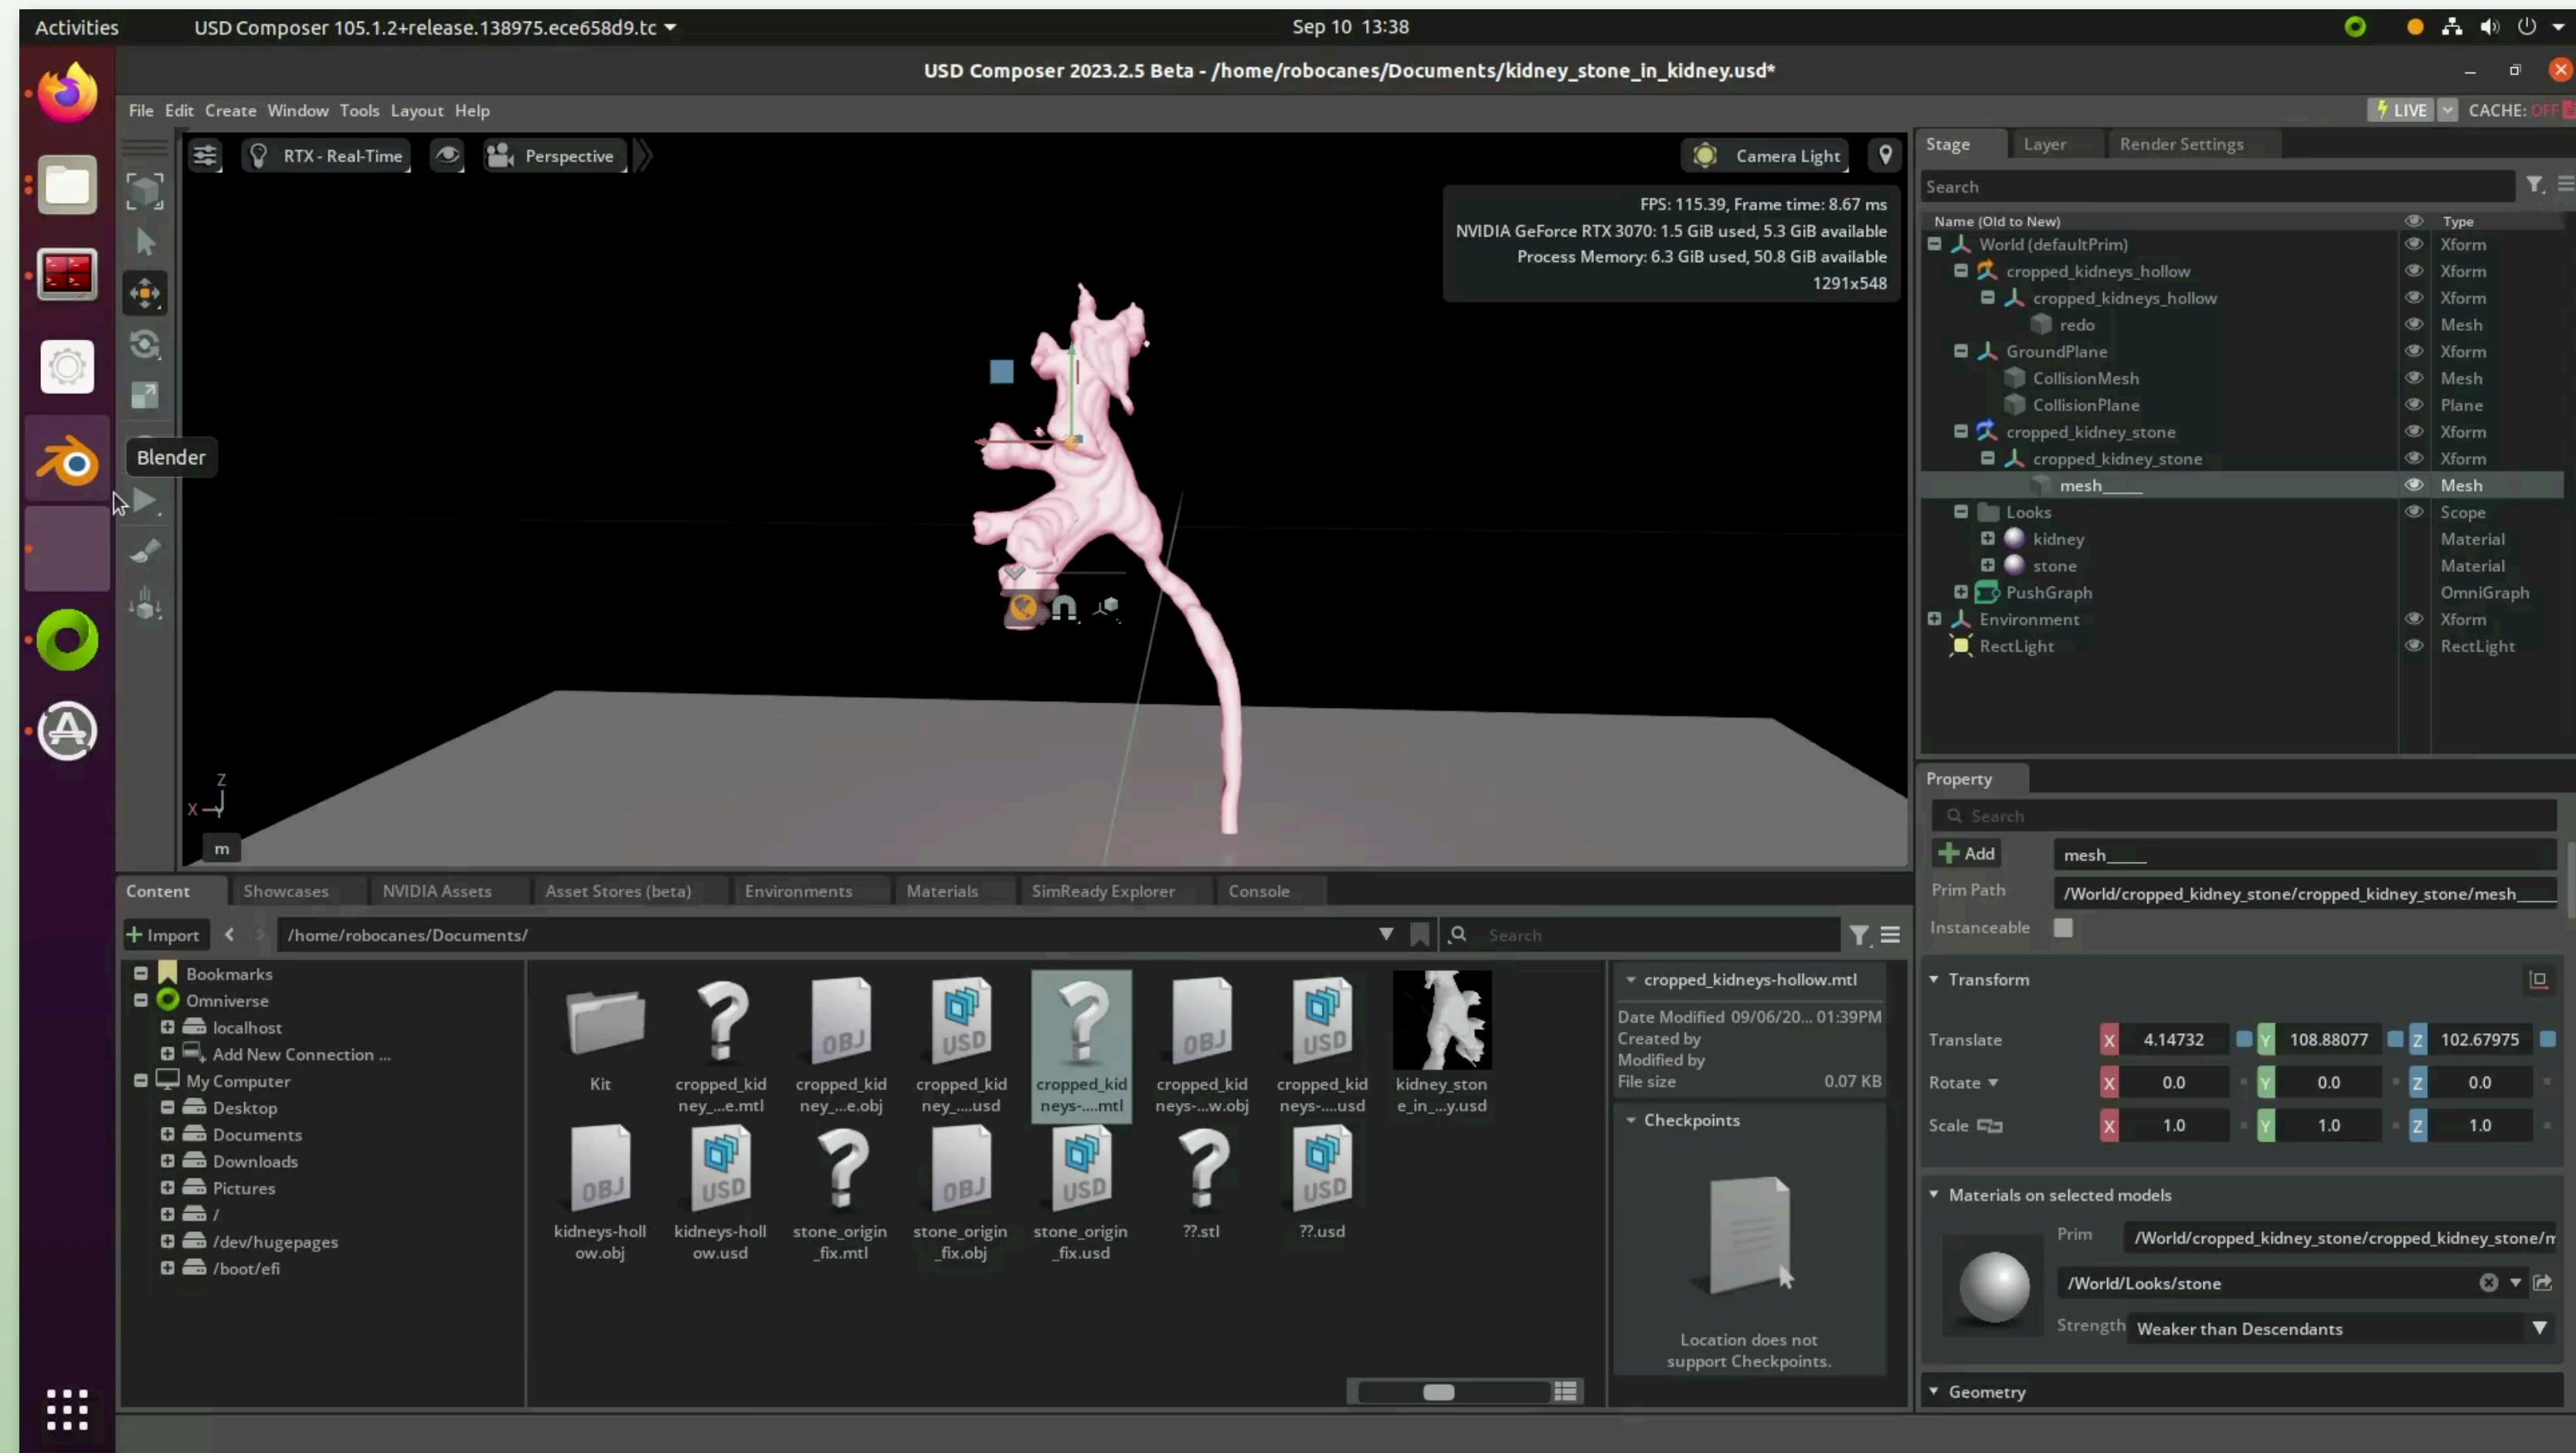 Activities
USD Composer 105.1.2+release.138975.ece658d9.tc
Sep 10 13:38
USD Composer 2023.2.5 Beta - /home/robocanes/Documents/kidney_stone_in_kidney.usd*
File Edit Create Window Tools Layout Help
LIVE
CACHE: OFF
RTX - Real-Time
Perspective
Camera Light
FPS: 115.39, Frame time: 8.67 ms
NVIDIA GeForce RTX 3070: 1.5 GiB used, 5.3 GiB available
Process Memory: 6.3 GiB used, 50.8 GiB available
1291x548
Blender
Z
X
Y
m
Stage Layer Render Settings
Search
Name (Old to New) Type
World (defaultPrim) Xform
cropped_kidneys_hollow Xform
cropped_kidneys_hollow Xform
redo Mesh
GroundPlane Xform
CollisionMesh Mesh
CollisionPlane Plane
cropped_kidney_stone Xform
cropped_kidney_stone Xform
mesh_____ Mesh
Looks Scope
kidney Material
stone Material
PushGraph OmniGraph
Environment Xform
RectLight RectLight
Property
Search
Add mesh_____
Prim Path /World/cropped_kidney_stone/cropped_kidney_stone/mesh_____
Instanceable
Transform
Translate X 4.14732 Y 108.88077 Z 102.67975
Rotate X 0.0 Y 0.0 Z 0.0
Scale X 1.0 Y 1.0 Z 1.0
Materials on selected models
Prim /World/cropped_kidney_stone/cropped_kidney_stone/m
/World/Looks/stone
Strength Weaker than Descendants
Geometry
Content Showcases NVIDIA Assets Asset Stores (beta) Environments Materials SimReady Explorer Console
Import /home/robocanes/Documents/ Search
Bookmarks
Omniverse
localhost
Add New Connection ...
My Computer
Desktop
Documents
Downloads
Pictures
/
/dev/hugepages
/boot/efi
OBJ USD OBJ USD
Kit cropped_kid cropped_kid cropped_kid cropped_kid cropped_kid cropped_kid kidney_ston
ney_...e.mtl ney_...e.obj ney_....usd neys-....mtl neys-...w.obj neys-....usd e_in_...y.usd
OBJ USD OBJ USD USD
kidneys-holl kidneys-holl stone_origin stone_origin stone_origin ??.stl ??.usd
ow.obj ow.usd _fix.mtl _fix.obj _fix.usd
cropped_kidneys-hollow.mtl
Date Modified 09/06/20... 01:39PM
Created by
Modified by
File size 0.07 KB
Checkpoints
Location does not
support Checkpoints.